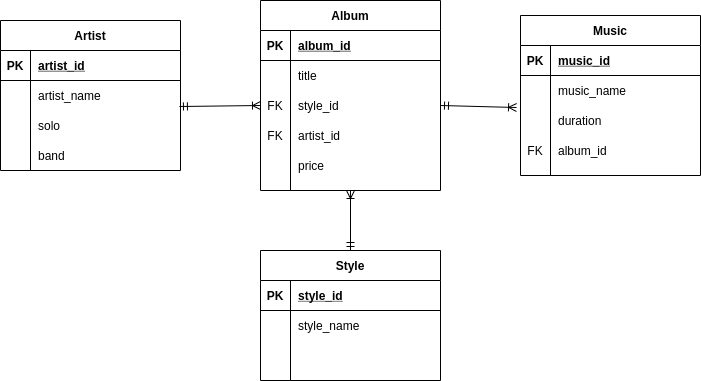 Artist
PK artist_id
artist_name
solo
band
Album
PK album_id
title
FK style_id
FK artist_id
price
Music
PK music_id
music_name
duration
FK album_id
Style
PK style_id
style_name